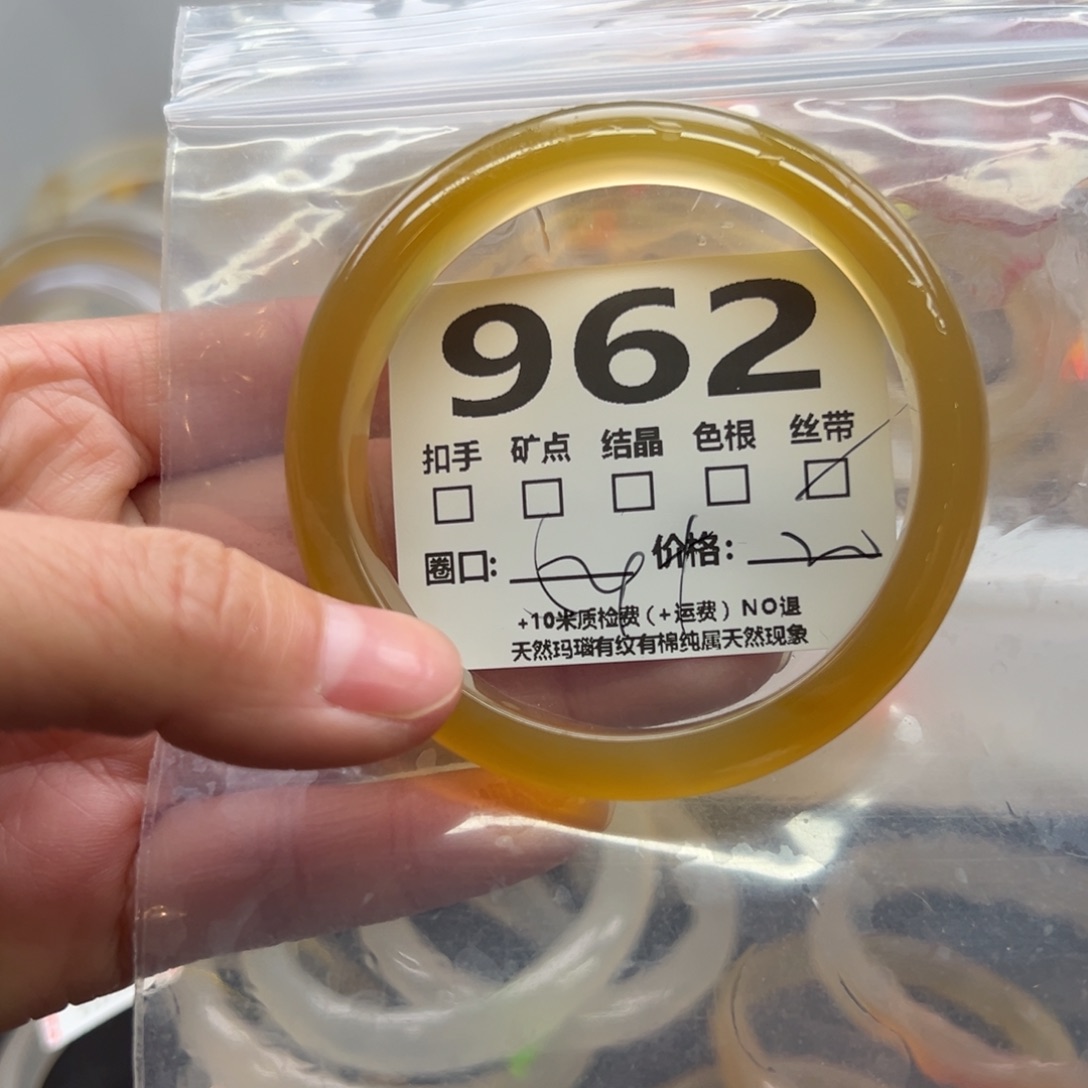 962
扣手 矿点 结晶 色根 丝带
圈口: 价格:
+10米质检费(+运费)NO退
天然玛瑙有纹有棉纯属天然现象